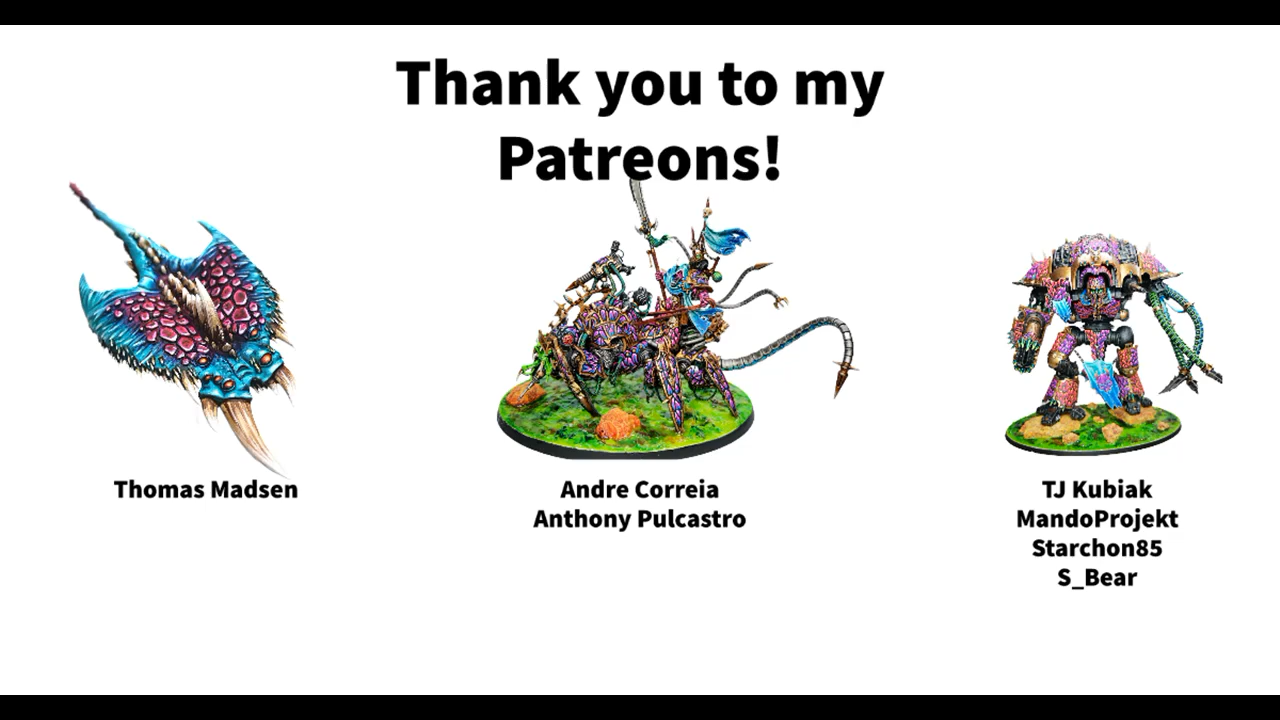 Thank you to my
Patreons!
Thomas Madsen
Andre Correia
Anthony Pulcastro
TJ Kubiak
MandoProjekt
Starchon85
S_Bear